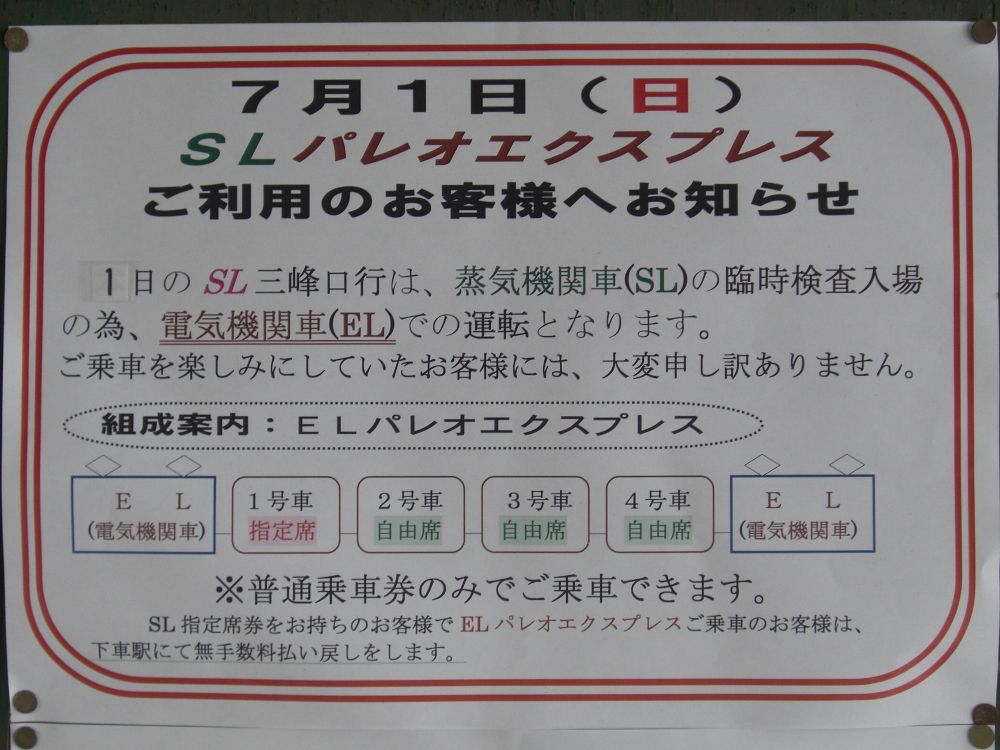 ７月１日（日）
ＳＬパレオエクスプレス
ご利用のお客様へお知らせ
1日の SL 三峰口行は、蒸気機関車(SL)の臨時検査入場
の為、電気機関車(EL)での運転となります。
ご乗車を楽しみにしていたお客様には、大変申し訳ありません。
組成案内：ＥＬパレオエクスプレス
Ｅ Ｌ １号車 ２号車 ３号車 ４号車 Ｅ Ｌ
(電気機関車) 指定席 自由席 自由席 自由席 (電気機関車)
※普通乗車券のみでご乗車できます。
SL 指定席券をお持ちのお客様で EL パレオエクスプレスご乗車のお客様は、
下車駅にて無手数料払い戻しをします。